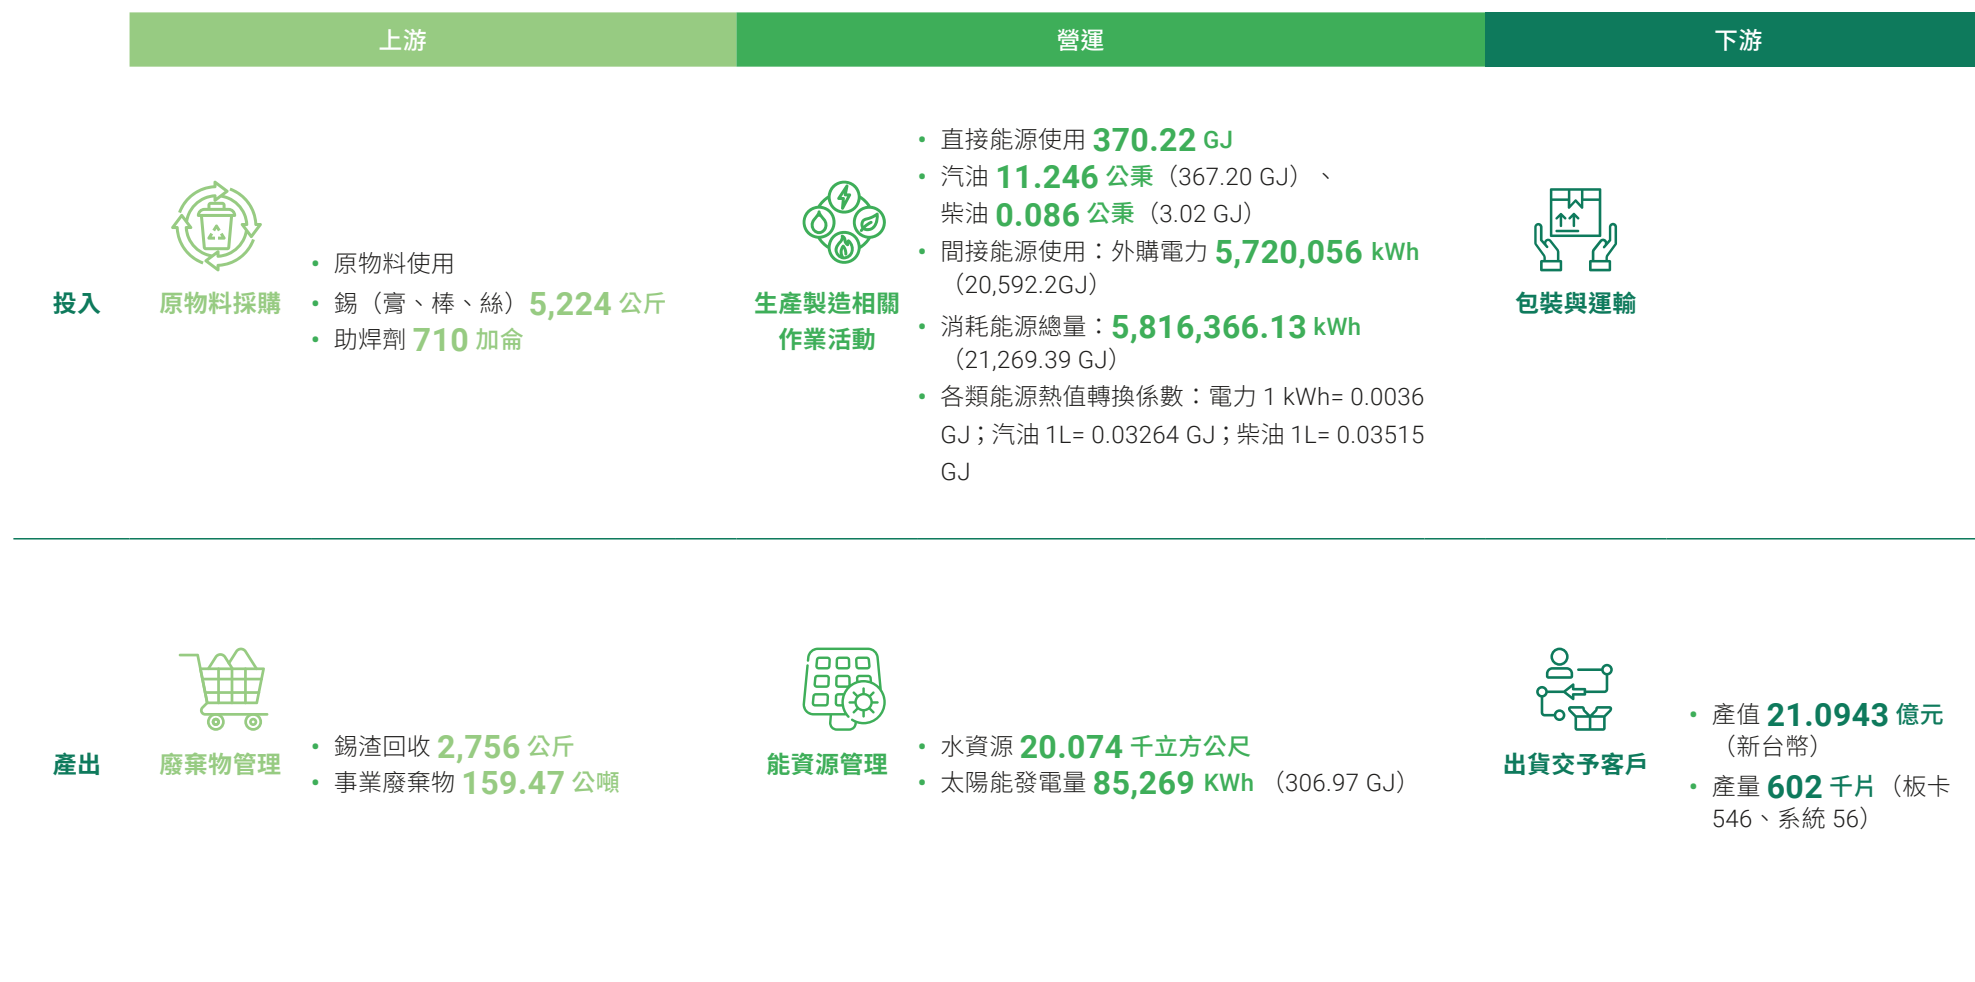 上游
營運
下游
投入
原物料採購
• 原物料使用
• 錫（膏、棒、絲）5,224 公斤
• 助焊劑 710 加侖
生產製造相關
作業活動
• 直接能源使用 370.22 GJ
• 汽油 11.246 公秉（367.20 GJ）、
柴油 0.086 公秉（3.02 GJ）
• 間接能源使用：外購電力 5,720,056 kWh
（20,592.2GJ）
• 消耗能源總量：5,816,366.13 kWh
（21,269.39 GJ）
• 各類能源熱值轉換係數：電力 1 kWh= 0.0036
GJ；汽油 1L= 0.03264 GJ；柴油 1L= 0.03515
GJ
包裝與運輸
產出
廢棄物管理
• 錫渣回收 2,756 公斤
• 事業廢棄物 159.47 公噸
能資源管理
• 水資源 20.074 千立方公尺
• 太陽能發電量 85,269 KWh （306.97 GJ）
出貨交予客戶
• 產值 21.0943 億元
（新台幣）
• 產量 602 千片（板卡
546、系統 56）